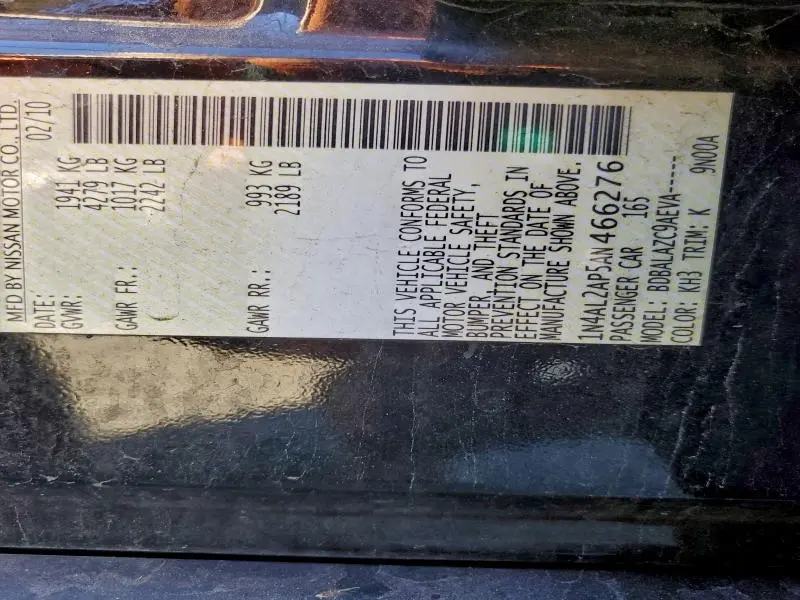 MFD BY NISSAN MOTOR CO., LTD.
DATE: 02/10
GVWR: 1941 KG
4279 LB
GAWR FR.: 1017 KG
2242 LB
GAWR RR.: 993 KG
2189 LB
THIS VEHICLE CONFORMS TO
ALL APPLICABLE FEDERAL
MOTOR VEHICLE SAFETY,
BUMPER, AND THEFT
PREVENTION STANDARDS IN
EFFECT ON THE DATE OF
MANUFACTURE SHOWN ABOVE.
1N4AL2AP5AN466276
PASSENGER CAR 165
MODEL: BDBALAZC9AEYA-----
COLOR: KH3 TRIM: K 9N00A